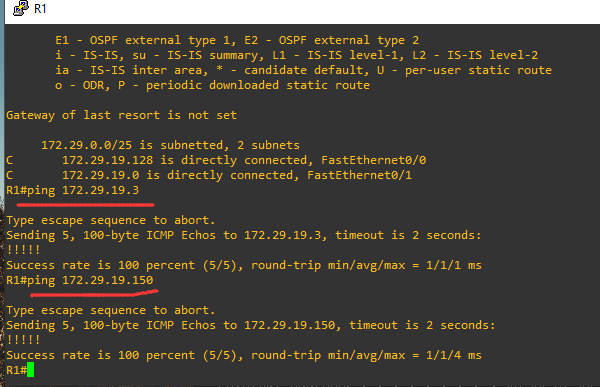 R1
E1 - OSPF external type 1, E2 - OSPF external type 2
i - IS-IS, su - IS-IS summary, L1 - IS-IS level-1, L2 - IS-IS level-2
ia - IS-IS inter area, * - candidate default, U - per-user static route
o - ODR, P - periodic downloaded static route
Gateway of last resort is not set
172.29.0.0/25 is subnetted, 2 subnets
C 172.29.19.128 is directly connected, FastEthernet0/0
C 172.29.19.0 is directly connected, FastEthernet0/1
R1#ping 172.29.19.3
Type escape sequence to abort.
Sending 5, 100-byte ICMP Echos to 172.29.19.3, timeout is 2 seconds:
!!!!!
Success rate is 100 percent (5/5), round-trip min/avg/max = 1/1/1 ms
R1#ping 172.29.19.150
Type escape sequence to abort.
Sending 5, 100-byte ICMP Echos to 172.29.19.150, timeout is 2 seconds:
!!!!!
Success rate is 100 percent (5/5), round-trip min/avg/max = 1/1/4 ms
R1#